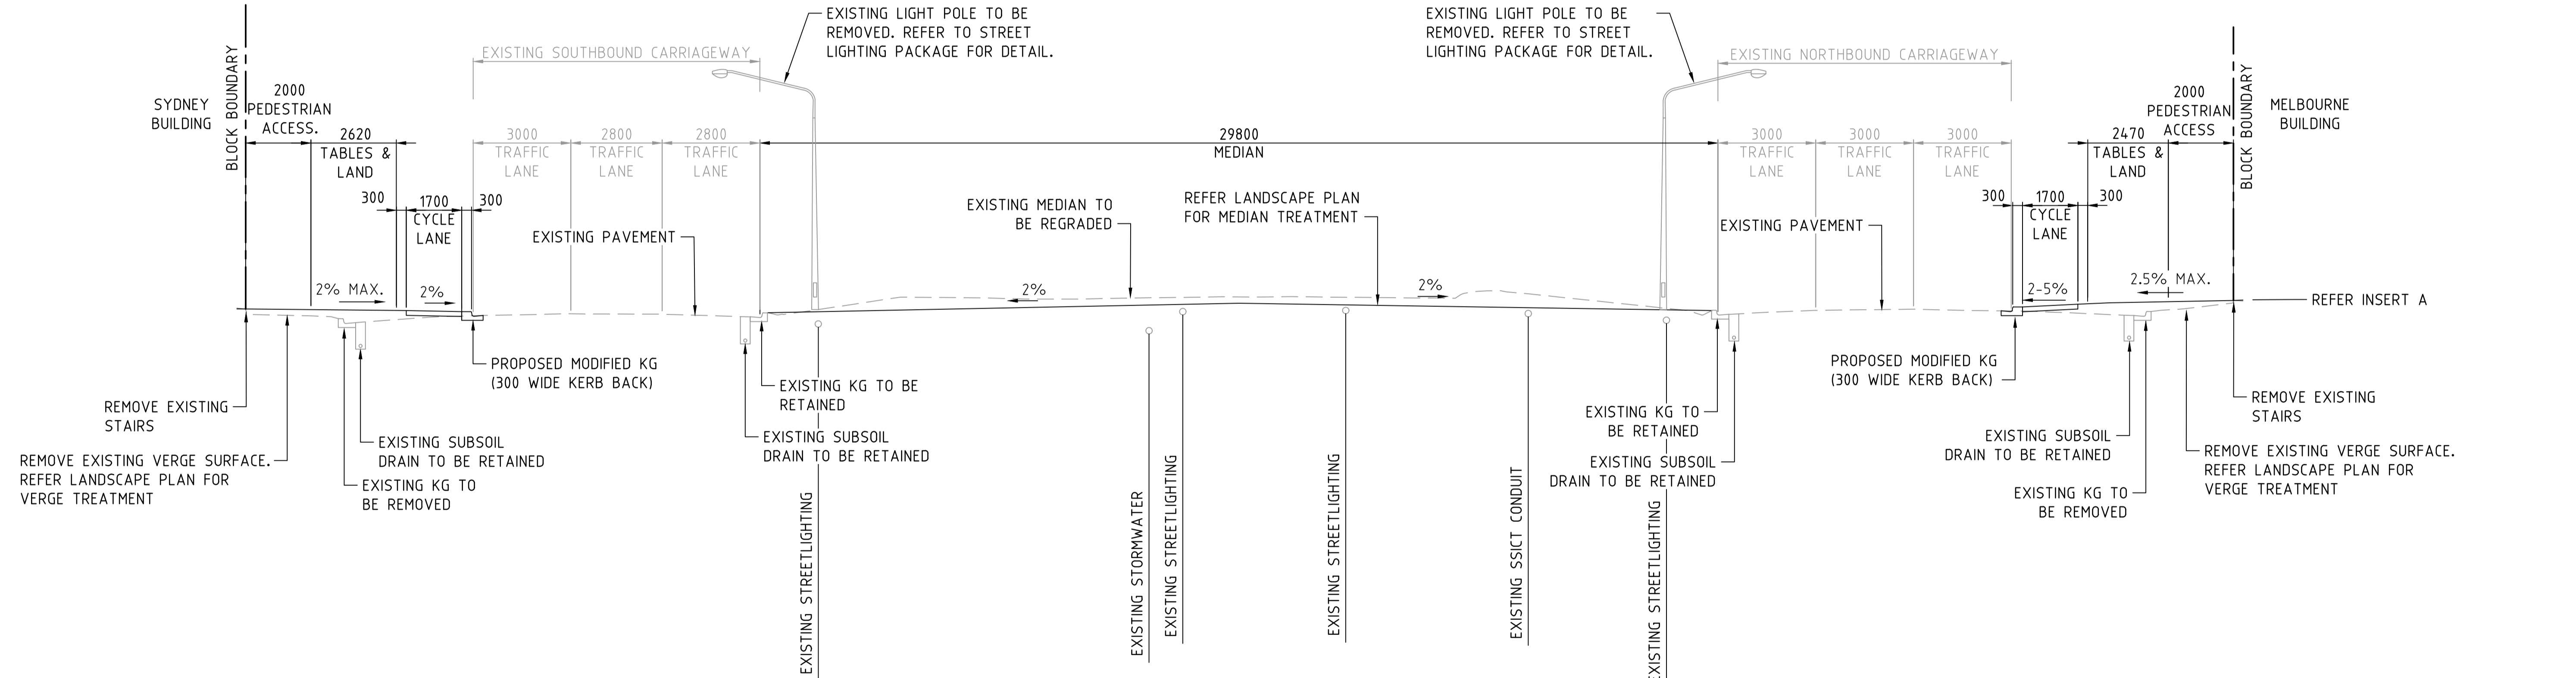 EXISTING LIGHT POLE TO BE
REMOVED. REFER TO STREET
LIGHTING PACKAGE FOR DETAIL.
EXISTING LIGHT POLE TO BE
REMOVED. REFER TO STREET
LIGHTING PACKAGE FOR DETAIL.
EXISTING SOUTHBOUND CARRIAGEWAY
EXISTING NORTHBOUND CARRIAGEWAY
SYDNEY
BUILDING
BLOCK BOUNDARY
2000
PEDESTRIAN
ACCESS.
2620
TABLES &
LAND
300
1700
300
CYCLE
LANE
3000
TRAFFIC
LANE
2800
TRAFFIC
LANE
2800
TRAFFIC
LANE
29800
MEDIAN
3000
TRAFFIC
LANE
3000
TRAFFIC
LANE
3000
TRAFFIC
LANE
300
1700
300
CYCLE
LANE
2470
TABLES &
LAND
2000
PEDESTRIAN
ACCESS
BLOCK BOUNDARY
MELBOURNE
BUILDING
EXISTING PAVEMENT
EXISTING MEDIAN TO
BE REGRADED
REFER LANDSCAPE PLAN
FOR MEDIAN TREATMENT
EXISTING PAVEMENT
2% MAX.
2%
2%
2%
2-5%
2.5% MAX.
REFER INSERT A
REMOVE EXISTING
STAIRS
REMOVE EXISTING VERGE SURFACE.
REFER LANDSCAPE PLAN FOR
VERGE TREATMENT
EXISTING SUBSOIL
DRAIN TO BE RETAINED
EXISTING KG TO
BE REMOVED
PROPOSED MODIFIED KG
(300 WIDE KERB BACK)
EXISTING KG TO BE
RETAINED
EXISTING SUBSOIL
DRAIN TO BE RETAINED
EXISTING STREETLIGHTING
EXISTING STORMWATER
EXISTING STREETLIGHTING
EXISTING STREETLIGHTING
EXISTING SSICT CONDUIT
EXISTING STREETLIGHTING
EXISTING KG TO
BE RETAINED
EXISTING SUBSOIL
DRAIN TO BE RETAINED
PROPOSED MODIFIED KG
(300 WIDE KERB BACK)
EXISTING SUBSOIL
DRAIN TO BE RETAINED
EXISTING KG TO
BE REMOVED
REMOVE EXISTING
STAIRS
REMOVE EXISTING VERGE SURFACE.
REFER LANDSCAPE PLAN FOR
VERGE TREATMENT